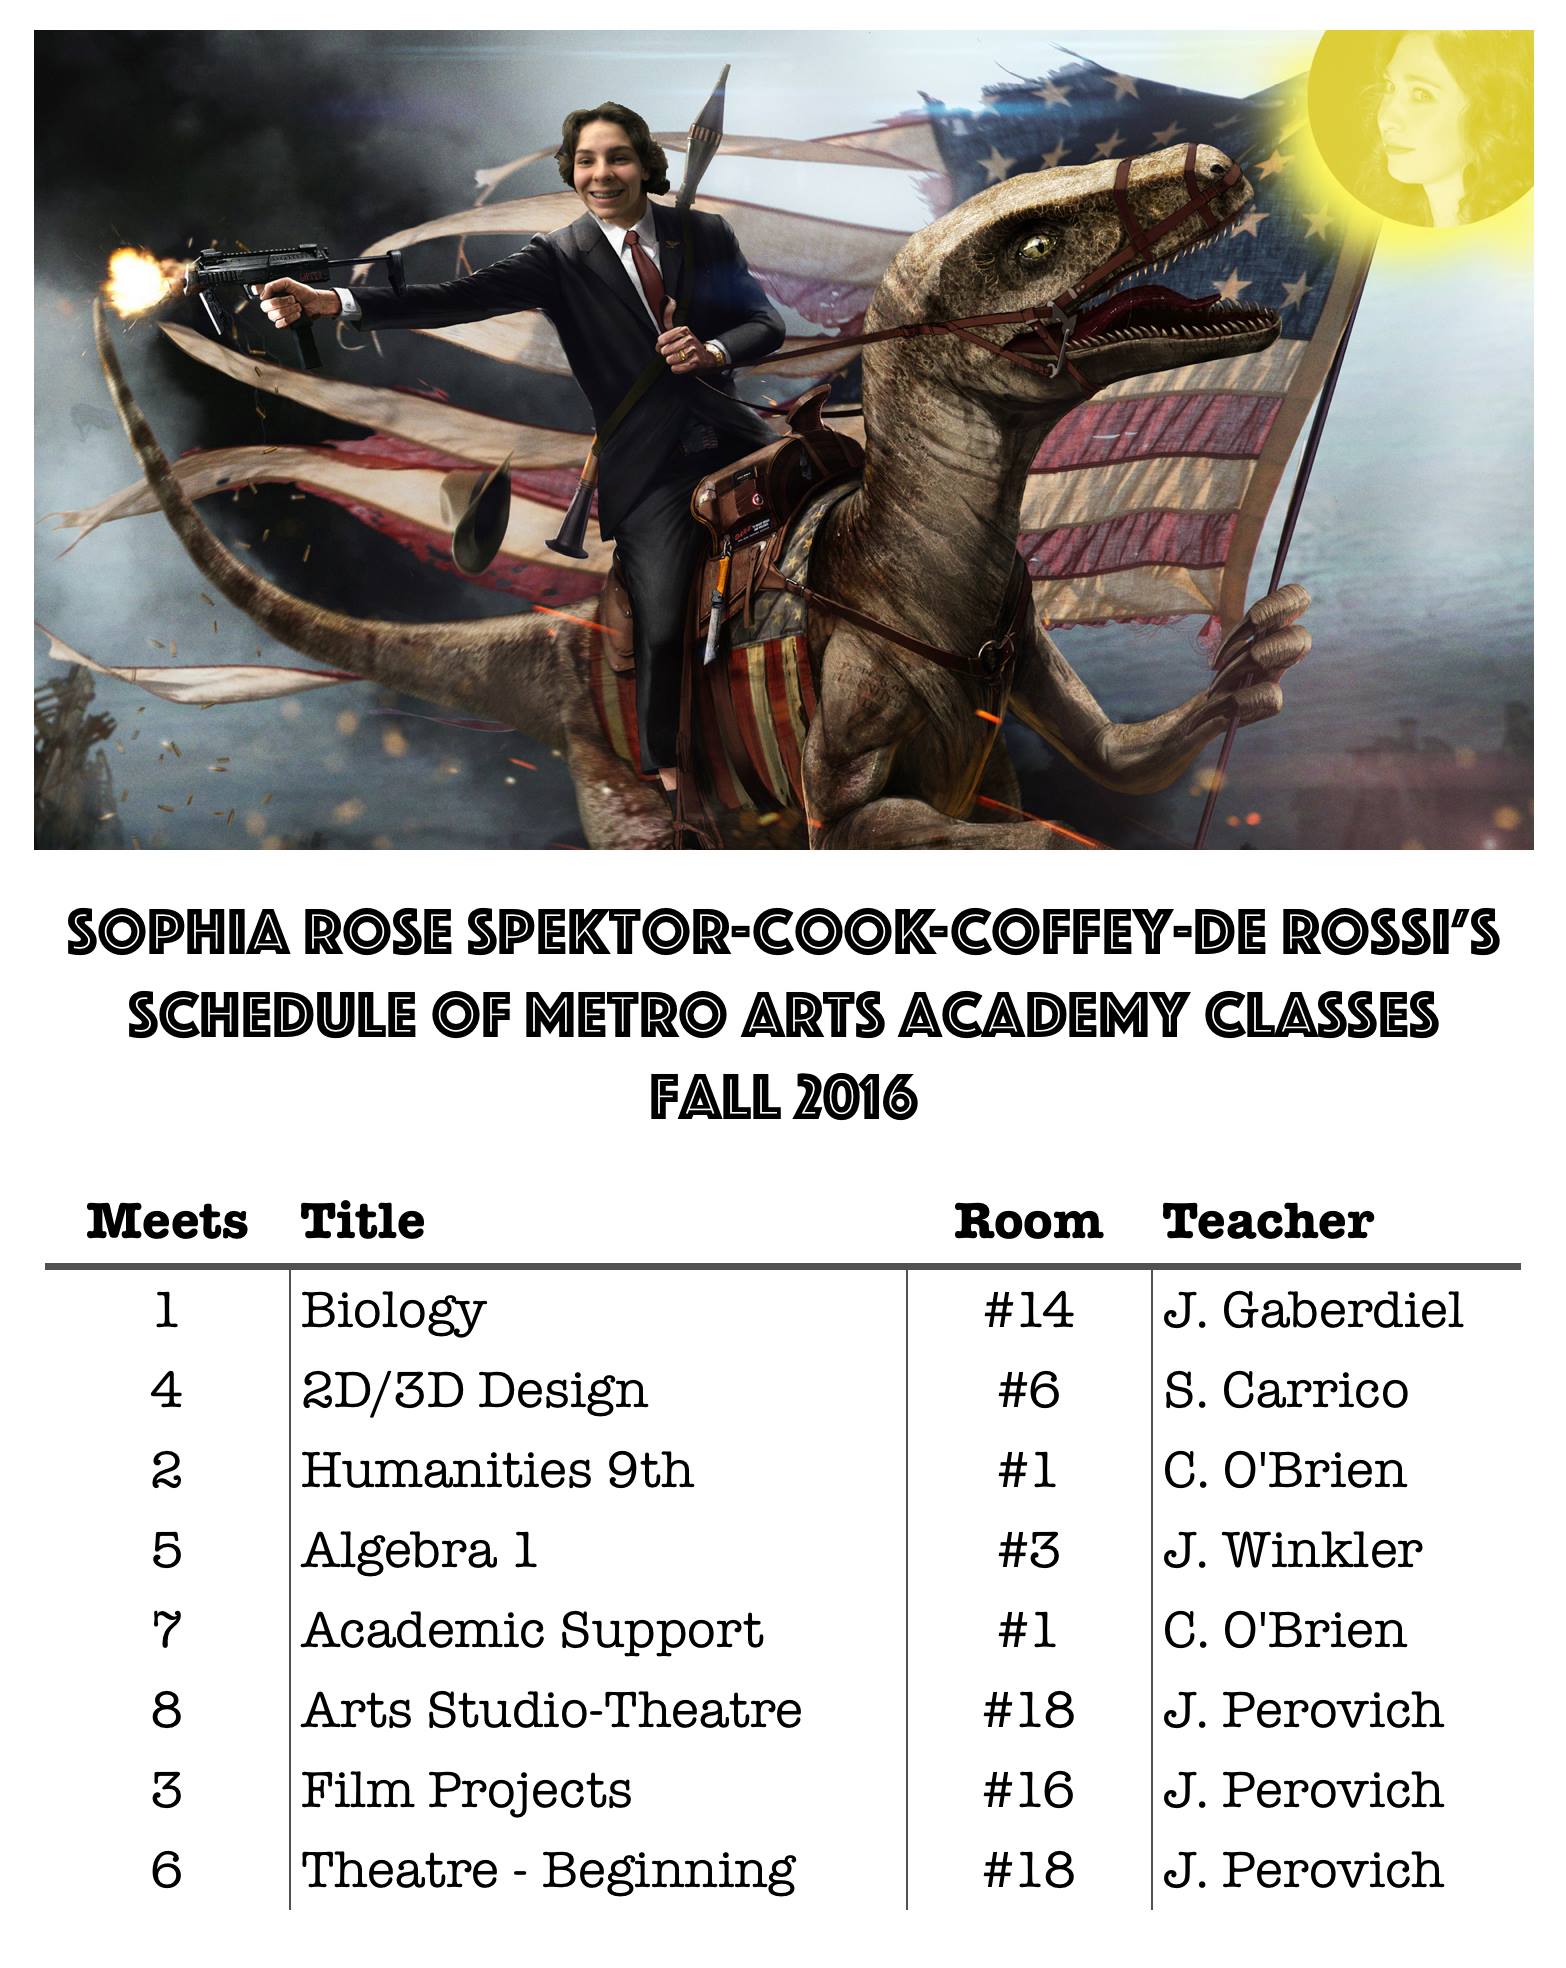 SOPHIA ROSE SPEKTOR-COOK-COFFEY-DE ROSSI'S
SCHEDULE OF METRO ARTS ACADEMY CLASSES
FALL 2016
Meets Title Room Teacher
1 Biology #14 J. Gaberdiel
4 2D/3D Design #6 S. Carrico
2 Humanities 9th #1 C. O'Brien
5 Algebra 1 #3 J. Winkler
7 Academic Support #1 C. O'Brien
8 Arts Studio-Theatre #18 J. Perovich
3 Film Projects #16 J. Perovich
6 Theatre - Beginning #18 J. Perovich